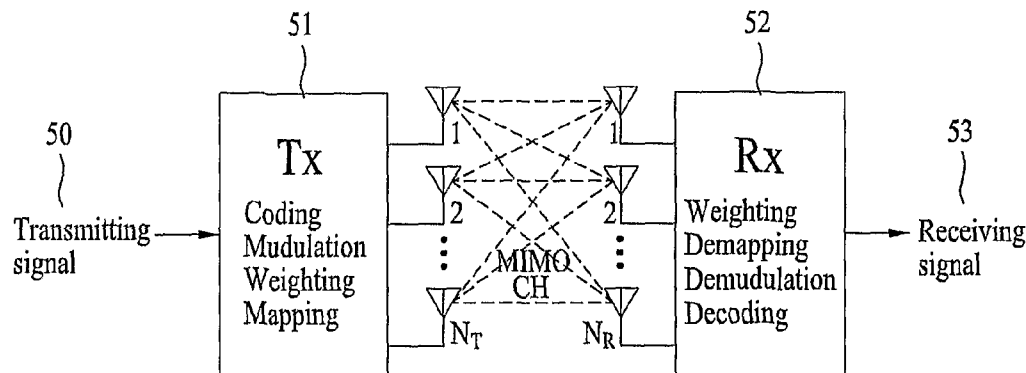 51
52
50
53
Tx
Rx
1
1
2
2
Transmitting
signal
Coding
Mudulation
Weighting
Mapping
MIMO
CH
Weighting
Demapping
Demudulation
Decoding
Receiving
signal
N_T
N_R